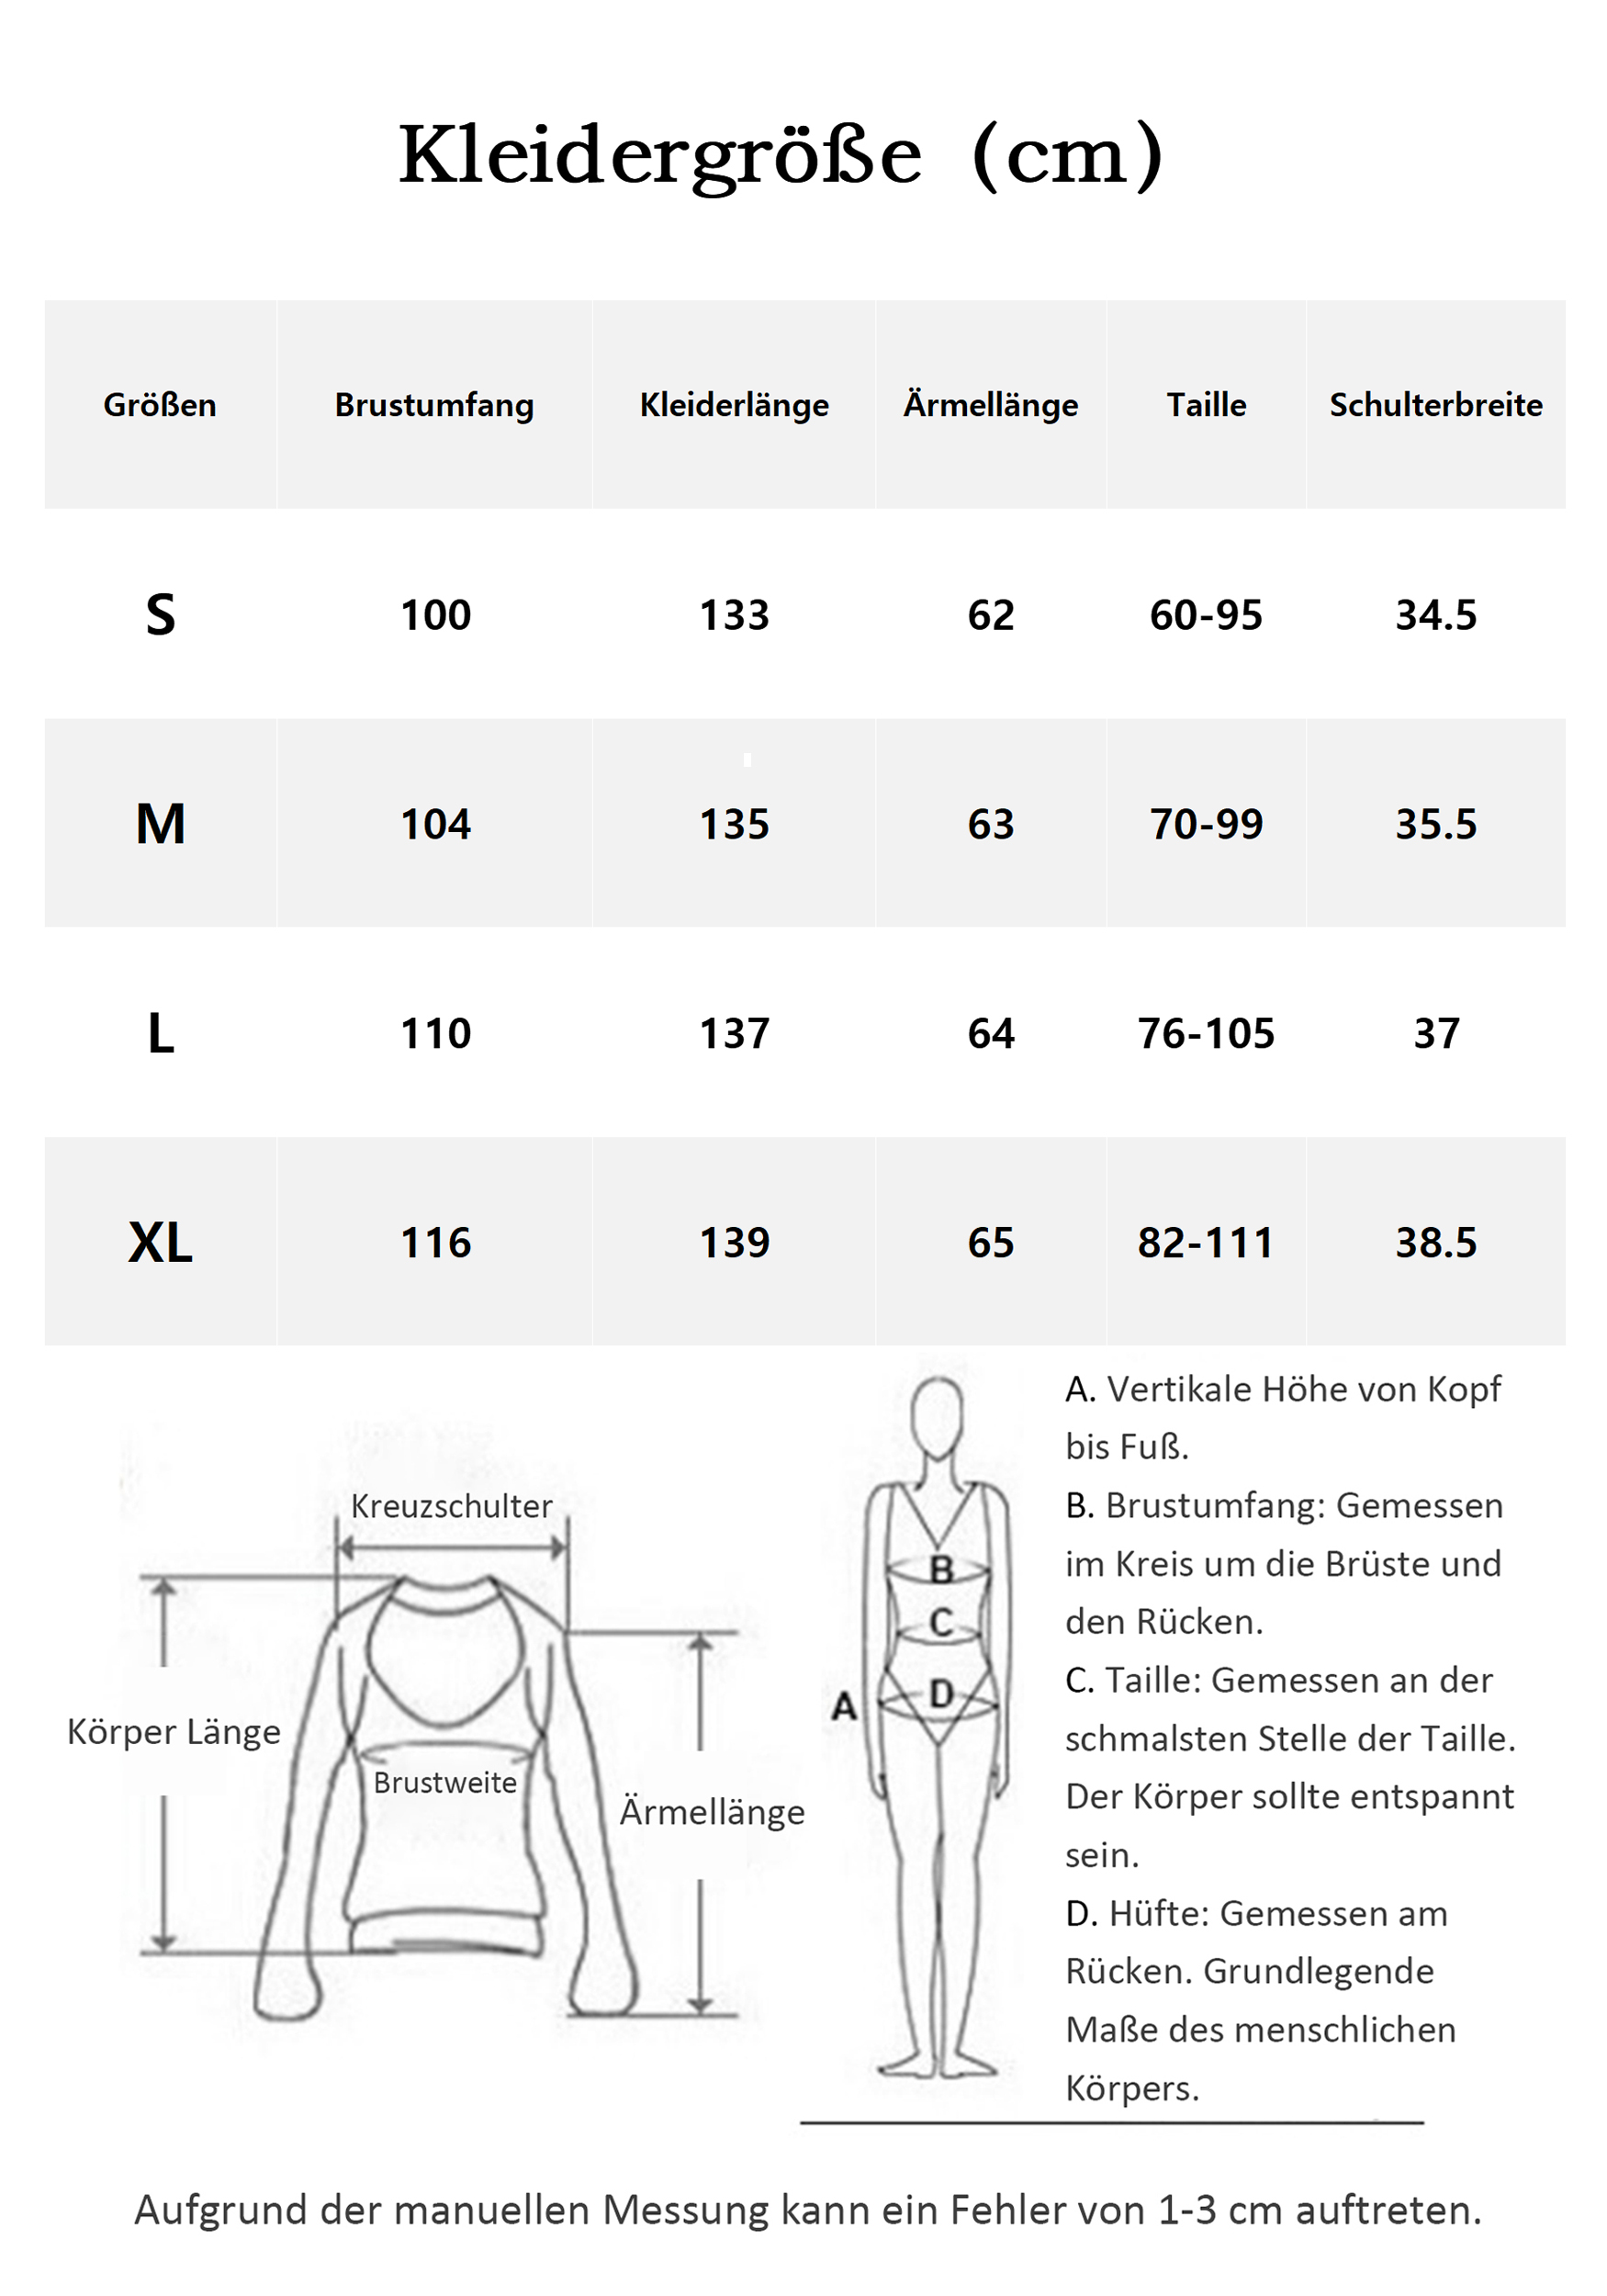 Kleidergröße (cm)
Größen Brustumfang Kleiderlänge Ärmellänge Taille Schulterbreite
S 100 133 62 60-95 34.5
M 104 135 63 70-99 35.5
L 110 137 64 76-105 37
XL 116 139 65 82-111 38.5
Kreuzschulter
Körper Länge
Brustweite
Ärmellänge
B
C
D
A
A. Vertikale Höhe von Kopf
bis Fuß.
B. Brustumfang: Gemessen
im Kreis um die Brüste und
den Rücken.
C. Taille: Gemessen an der
schmalsten Stelle der Taille.
Der Körper sollte entspannt
sein.
D. Hüfte: Gemessen am
Rücken. Grundlegende
Maße des menschlichen
Körpers.
Aufgrund der manuellen Messung kann ein Fehler von 1-3 cm auftreten.